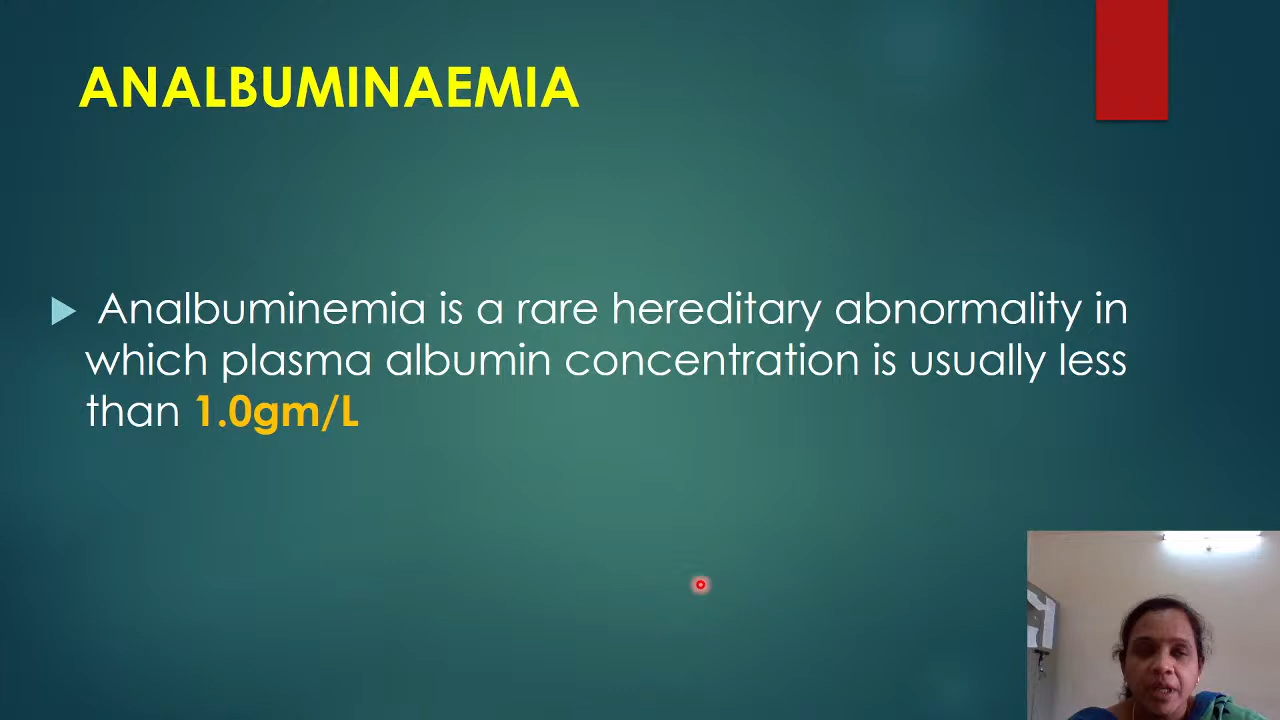 ANALBUMINAEMIA
Analbuminemia is a rare hereditary abnormality in
which plasma albumin concentration is usually less
than 1.0gm/L